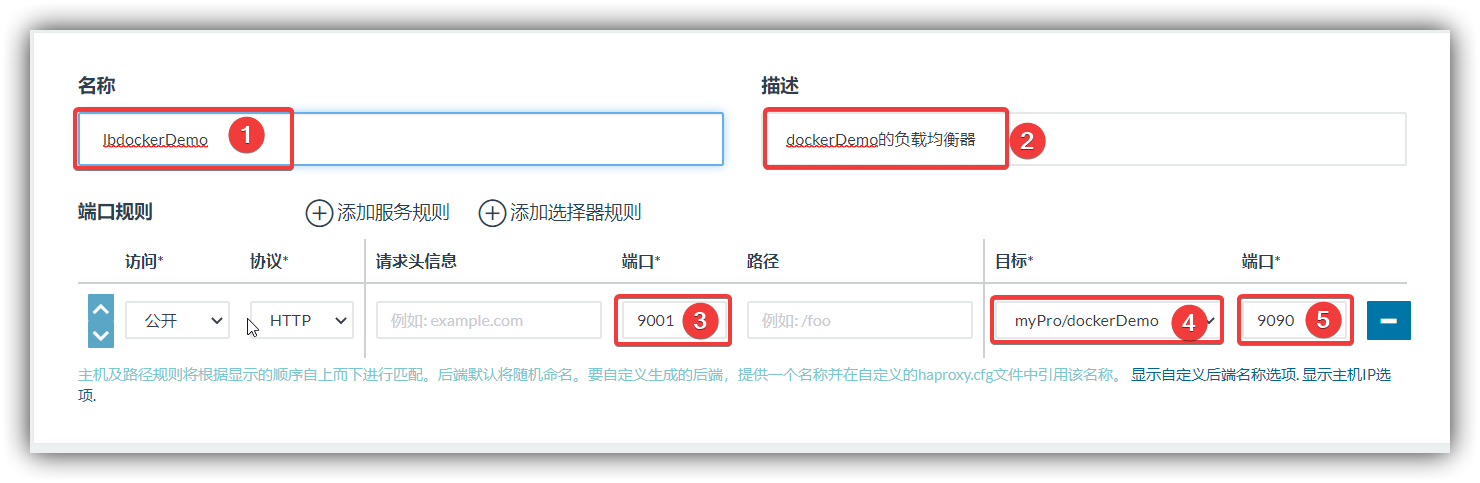 名称 描述
lbdockerDemo 1 dockerDemo的负载均衡器 2
端口规则 添加服务规则 添加选择器规则
访问* 协议* 请求头信息 端口* 路径 目标* 端口*
公开 HTTP 例如: example.com 9001 3 例如: /foo myPro/dockerDemo 4 9090 5
主机及路径规则将根据显示的顺序自上而下进行匹配。后端默认将随机命名。要自定义生成的后端，提供一个名称并在自定义的haproxy.cfg文件中引用该名称。 显示自定义后端名称选项. 显示主机IP选
项.